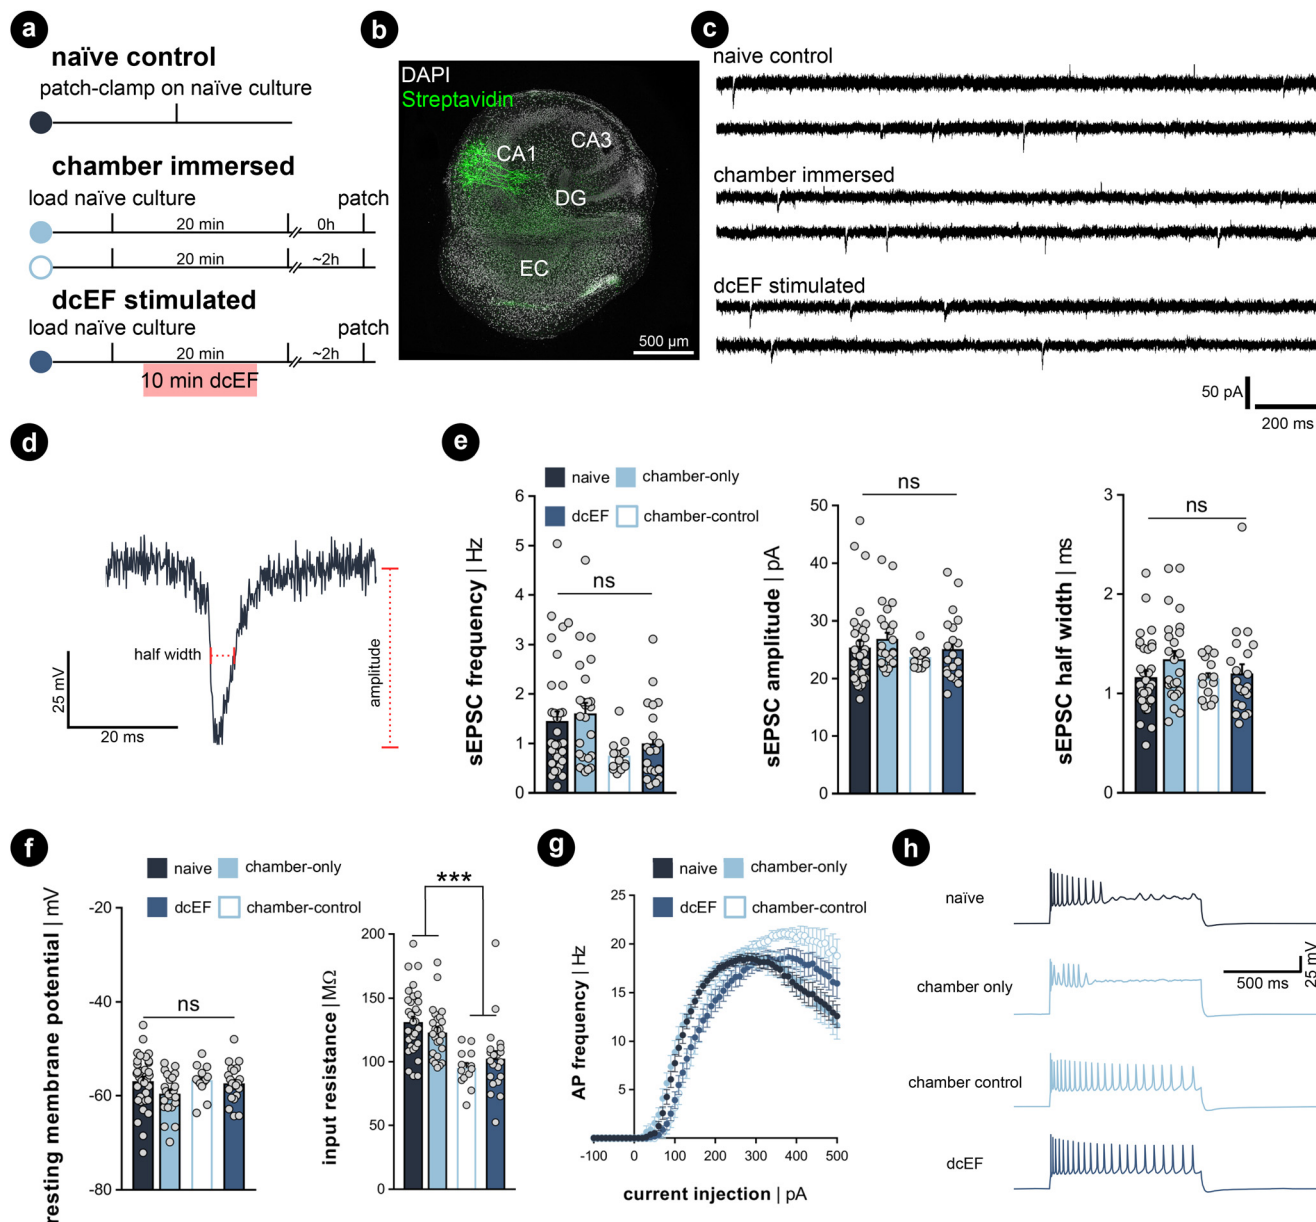 a
naïve control
patch-clamp on naïve culture
chamber immersed
load naïve culture
patch
20 min
0h
20 min
~2h
dcEF stimulated
load naïve culture
patch
20 min
~2h
10 min dcEF
b
DAPI
Streptavidin
CA1
CA3
DG
EC
500 µm
c
naive control
chamber immersed
dcEF stimulated
50 pA
200 ms
d
half width
amplitude
25 mV
20 ms
e
naive
chamber-only
dcEF
chamber-control
sEPSC frequency | Hz
6
5
4
3
2
1
0
ns
sEPSC amplitude | pA
50
40
30
20
10
0
ns
sEPSC half width | ms
3
2
1
0
ns
f
naive
chamber-only
dcEF
chamber-control
resting membrane potential | mV
-20
-40
-60
-80
ns
input resistance | MΩ
200
150
100
50
0
***
g
naive
chamber-only
dcEF
chamber-control
AP frequency | Hz
25
20
15
10
5
-100
0
100
200
300
400
500
current injection | pA
h
naïve
chamber only
chamber control
dcEF
500 ms
25 mV